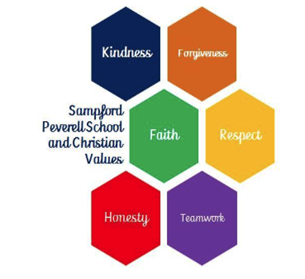 Kindness
Forgiveness
Sampford
Peverell School
and Christian
Values
Faith
Respect
Honesty
Teamwork